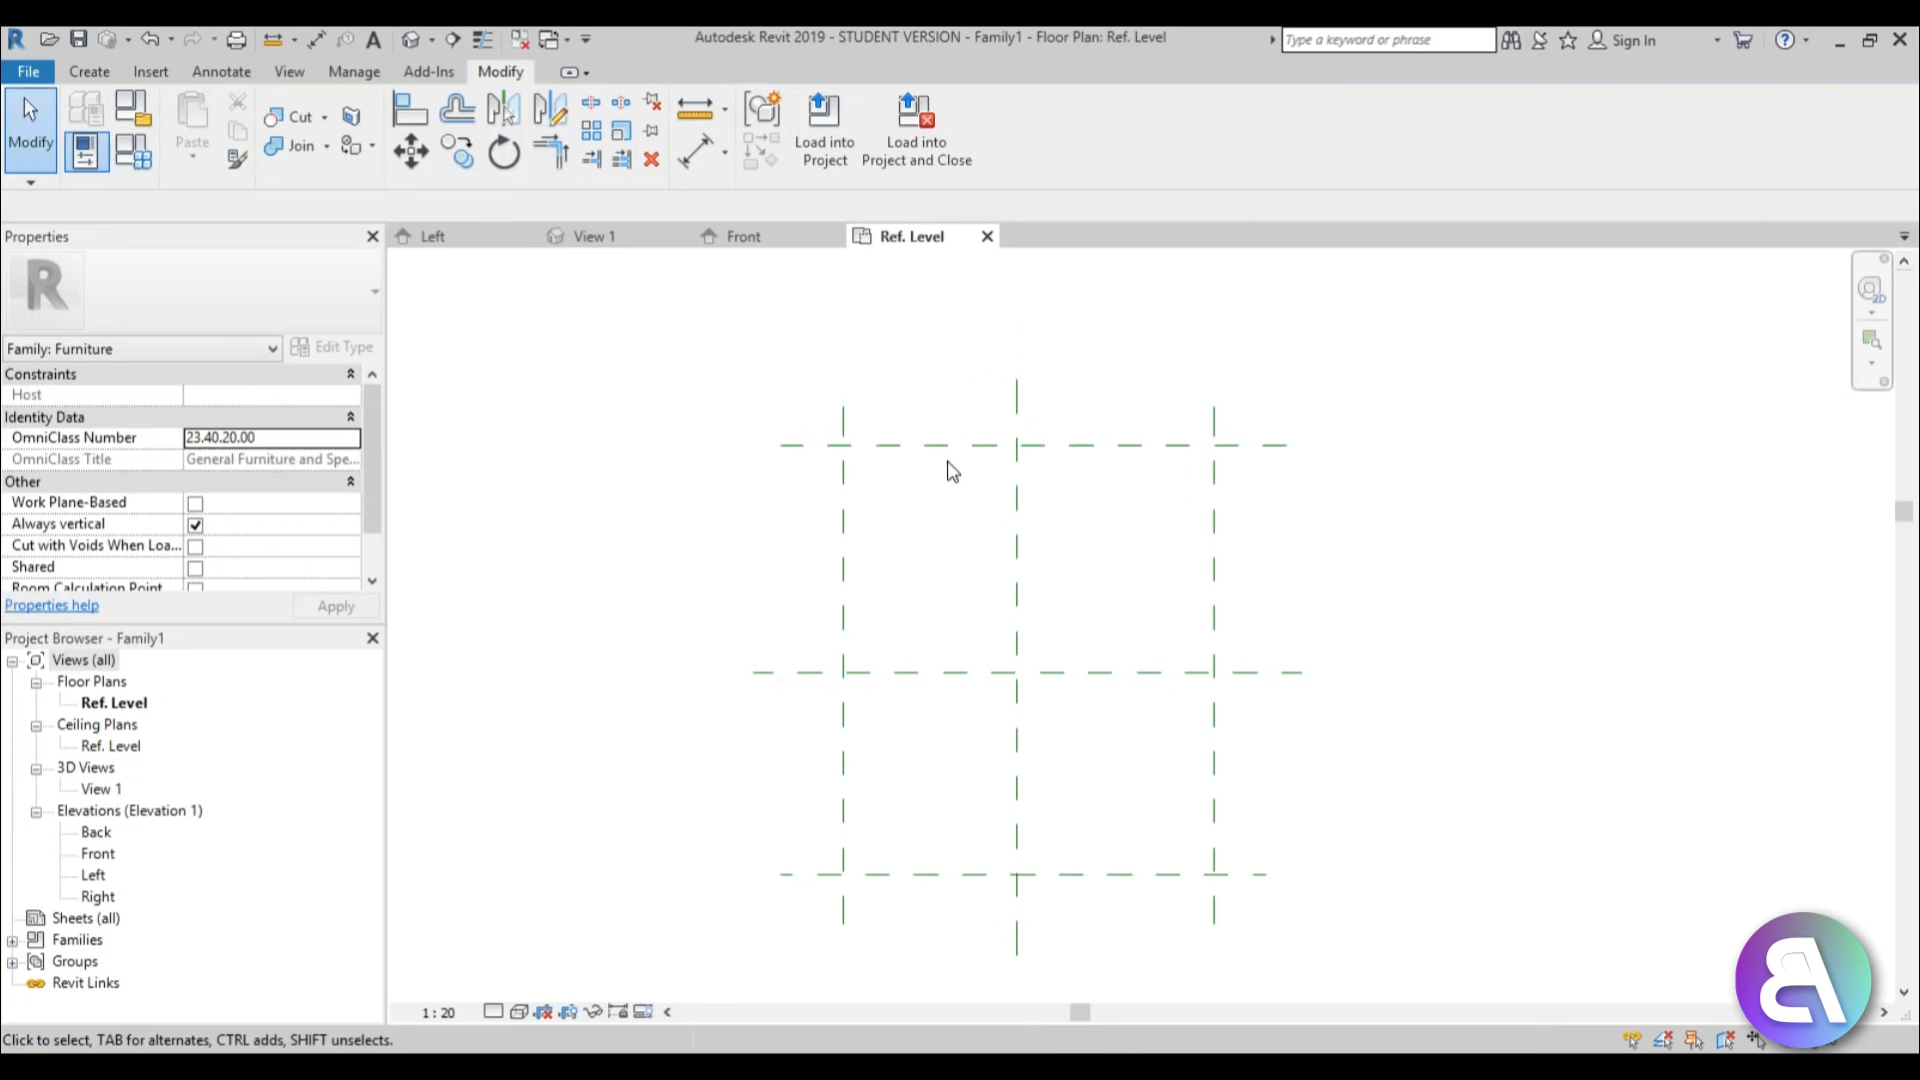 Autodesk Revit 2019 - STUDENT VERSION - Family1 - Floor Plan: Ref. Level
Type a keyword or phrase
Sign In
File Create Insert Annotate View Manage Add-Ins Modify
Modify
Paste
Cut
Join
Load into Project
Load into Project and Close
Properties
Left
View 1
Front
Ref. Level
Family: Furniture
Edit Type
Constraints
Host
Identity Data
OmniClass Number 23.40.20.00
OmniClass Title General Furniture and Spe...
Other
Work Plane-Based
Always vertical
Cut with Voids When Loa...
Shared
Room Calculation Point
Properties help
Apply
Project Browser - Family1
Views (all)
Floor Plans
Ref. Level
Ceiling Plans
Ref. Level
3D Views
View 1
Elevations (Elevation 1)
Back
Front
Left
Right
Sheets (all)
Families
Groups
Revit Links
1 : 20
Click to select, TAB for alternates, CTRL adds, SHIFT unselects.